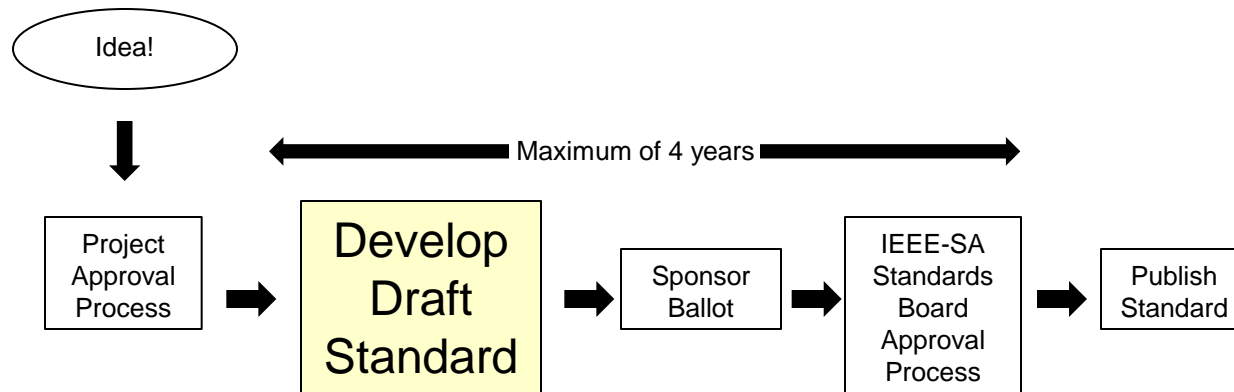 Idea!
Maximum of 4 years
Project
Approval
Process
Develop
Draft
Standard
Sponsor
Ballot
IEEE-SA
Standards
Board
Approval
Process
Publish
Standard